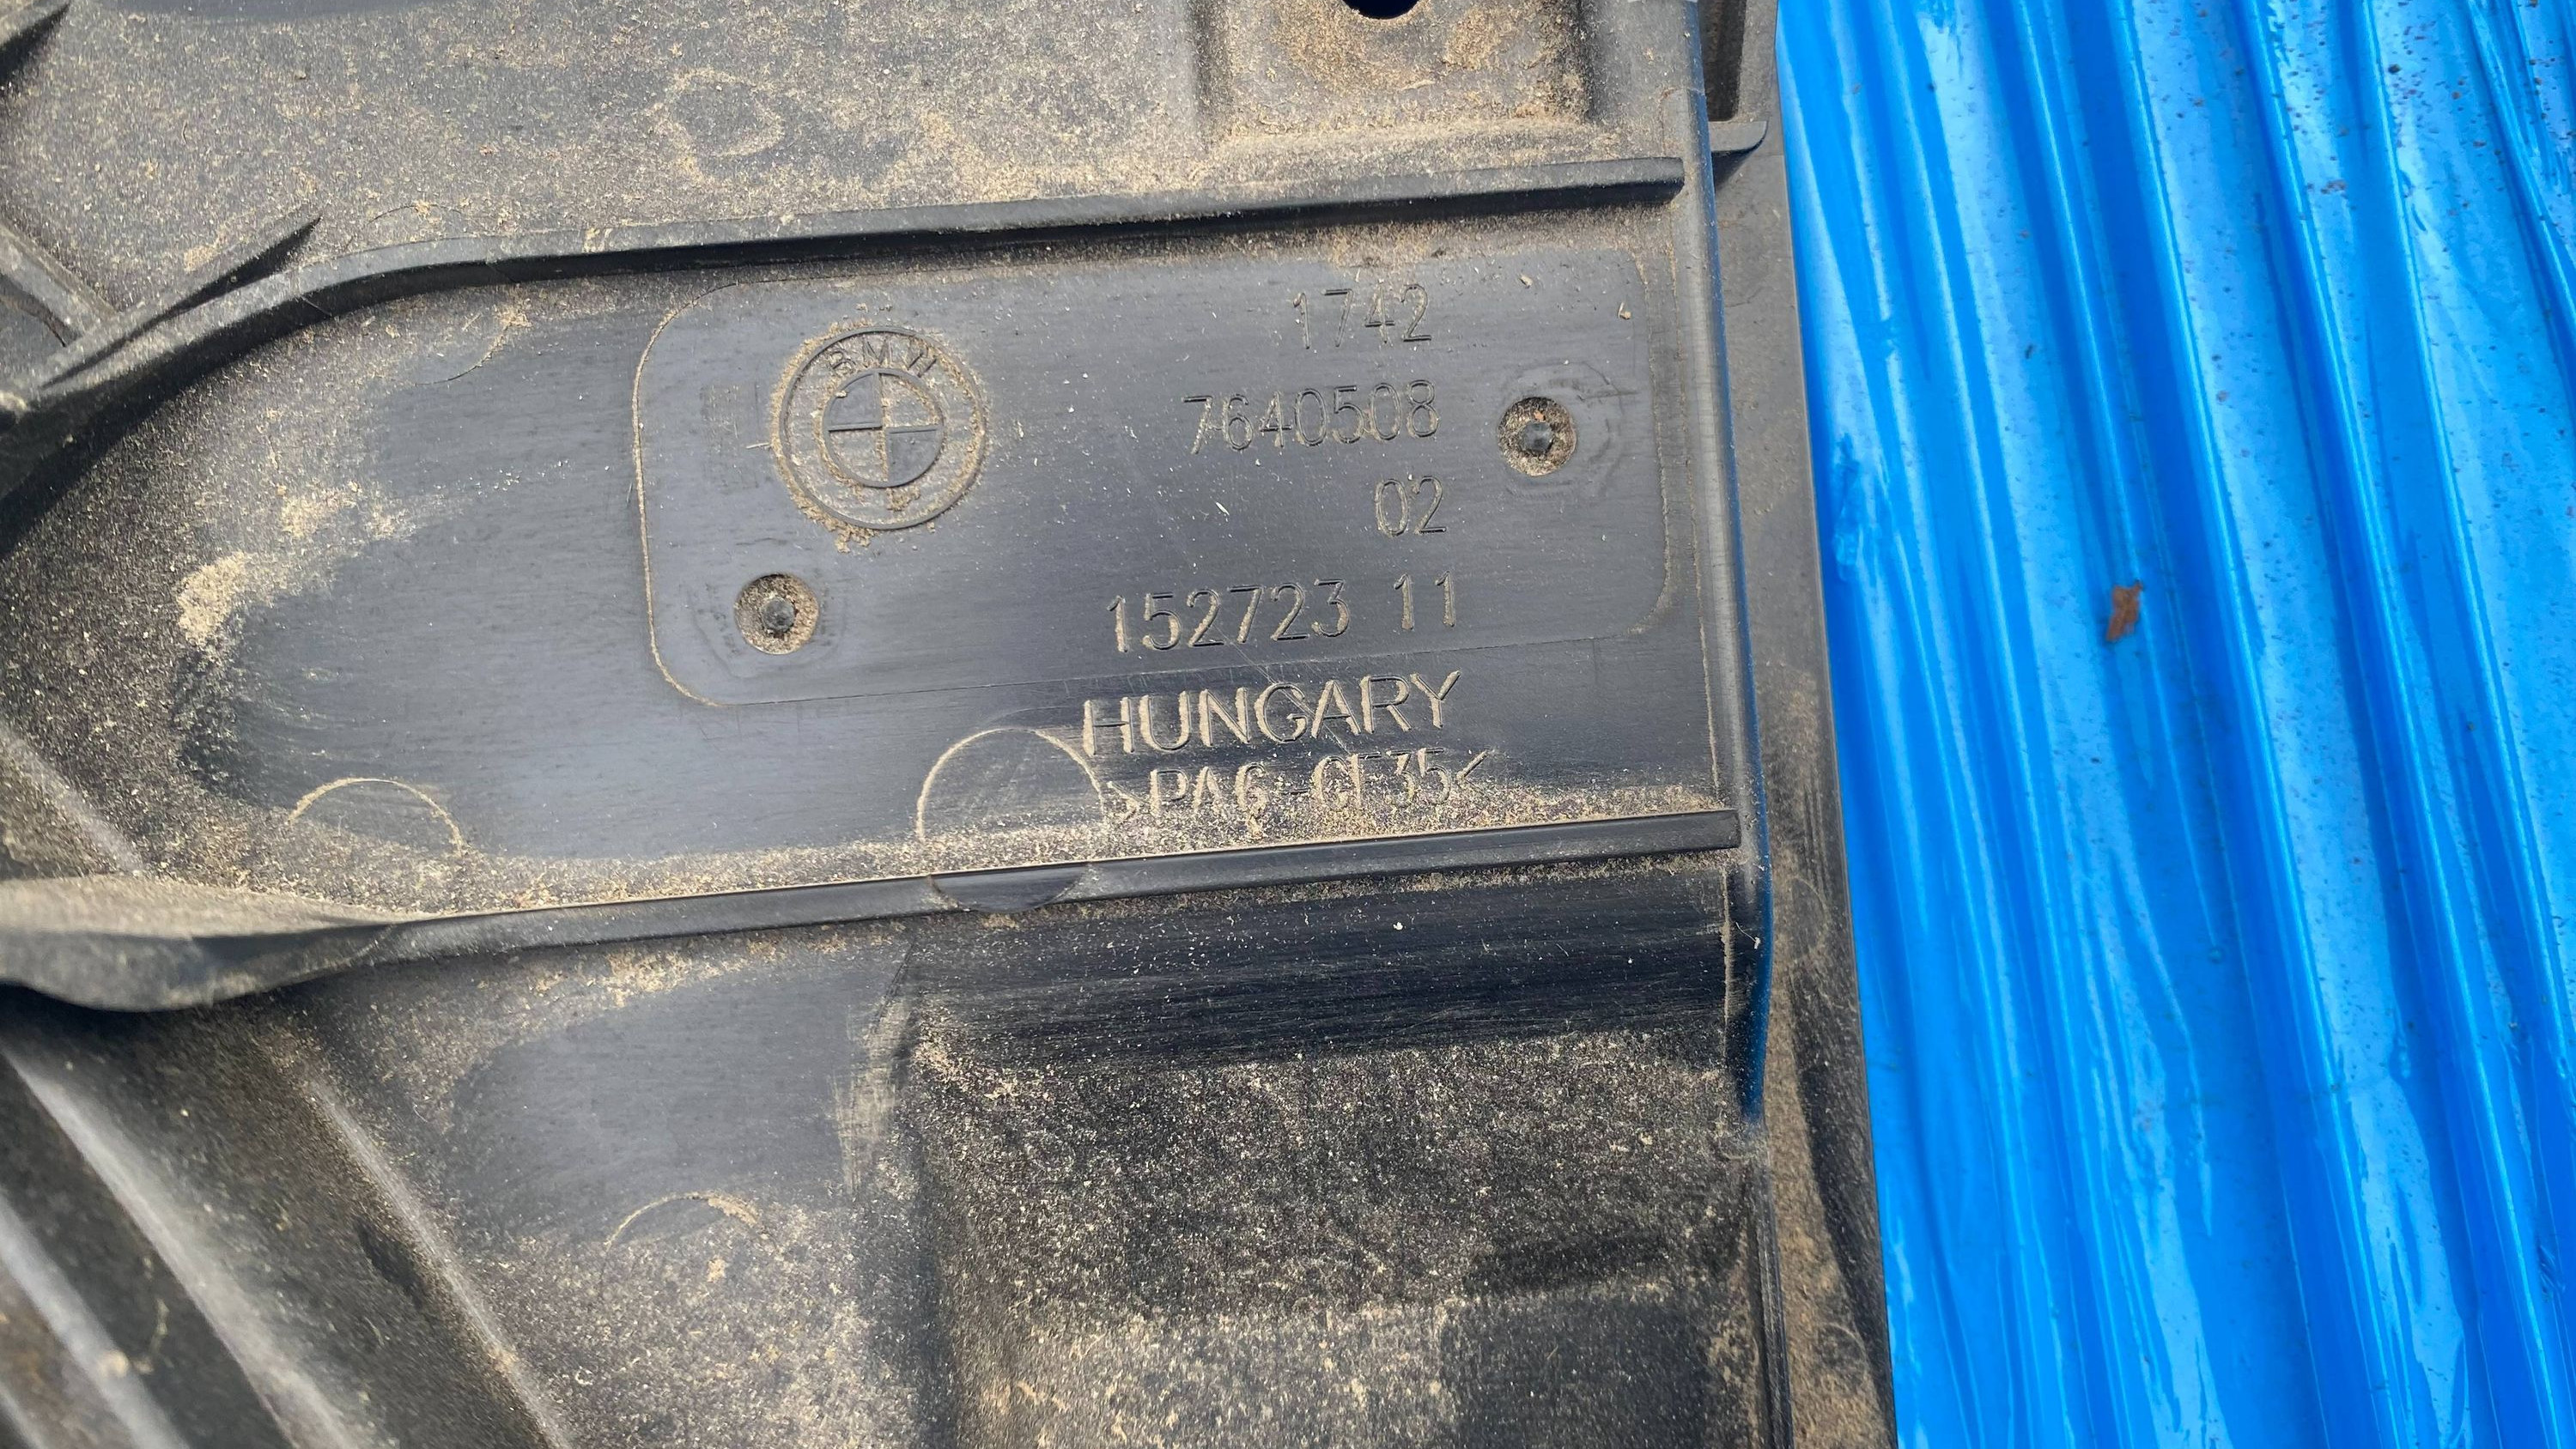 BMW
1742
7640508
02
152723 11
HUNGARY
>PA6-GF35<